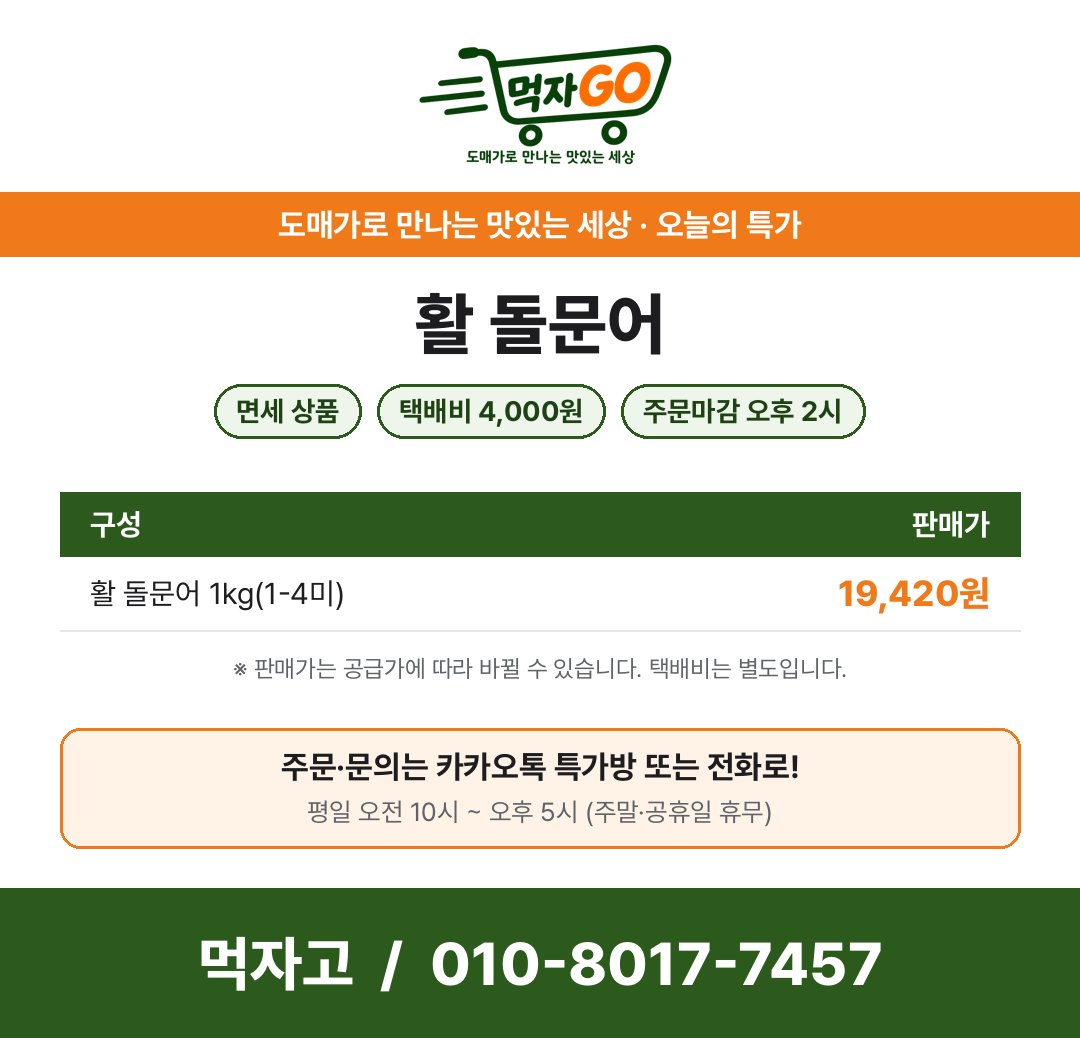 먹자GO
도매가로 만나는 맛있는 세상
도매가로 만나는 맛있는 세상 · 오늘의 특가
활 돌문어
면세 상품 택배비 4,000원 주문마감 오후 2시
구성 판매가
활 돌문어 1kg(1-4미) 19,420원
※ 판매가는 공급가에 따라 바뀔 수 있습니다. 택배비는 별도입니다.
주문·문의는 카카오톡 특가방 또는 전화로!
평일 오전 10시 ~ 오후 5시 (주말·공휴일 휴무)
먹자고 / 010-8017-7457